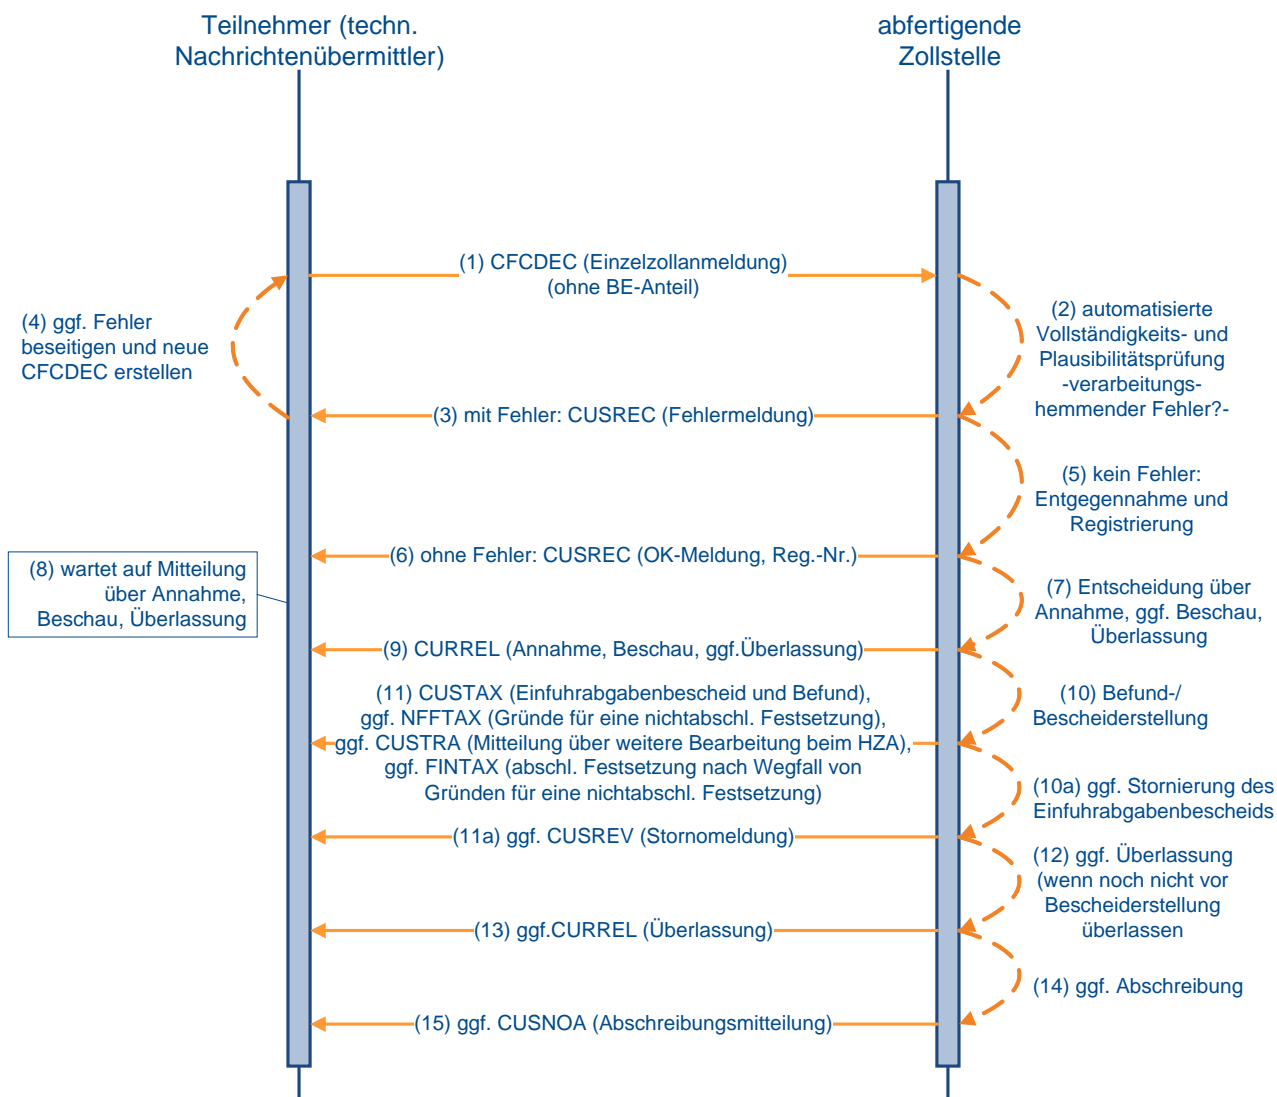 Teilnehmer (techn.
Nachrichtenübermittler)
abfertigende
Zollstelle
(1) CFCDEC (Einzelzollanmeldung)
(ohne BE-Anteil)
(2) automatisierte
Vollständigkeits- und
Plausibilitätsprüfung
-verarbeitungs-
hemmender Fehler?-
(4) ggf. Fehler
beseitigen und neue
CFCDEC erstellen
(3) mit Fehler: CUSREC (Fehlermeldung)
(5) kein Fehler:
Entgegennahme und
Registrierung
(6) ohne Fehler: CUSREC (OK-Meldung, Reg.-Nr.)
(8) wartet auf Mitteilung
über Annahme,
Beschau, Überlassung
(7) Entscheidung über
Annahme, ggf. Beschau,
Überlassung
(9) CURREL (Annahme, Beschau, ggf.Überlassung)
(10) Befund-/
Bescheiderstellung
(11) CUSTAX (Einfuhrabgabenbescheid und Befund),
ggf. NFFTAX (Gründe für eine nichtabschl. Festsetzung),
ggf. CUSTRA (Mitteilung über weitere Bearbeitung beim HZA),
ggf. FINTAX (abschl. Festsetzung nach Wegfall von
Gründen für eine nichtabschl. Festsetzung)
(10a) ggf. Stornierung des
Einfuhrabgabenbescheids
(11a) ggf. CUSREV (Stornomeldung)
(12) ggf. Überlassung
(wenn noch nicht vor
Bescheiderstellung
überlassen
(13) ggf.CURREL (Überlassung)
(14) ggf. Abschreibung
(15) ggf. CUSNOA (Abschreibungsmitteilung)